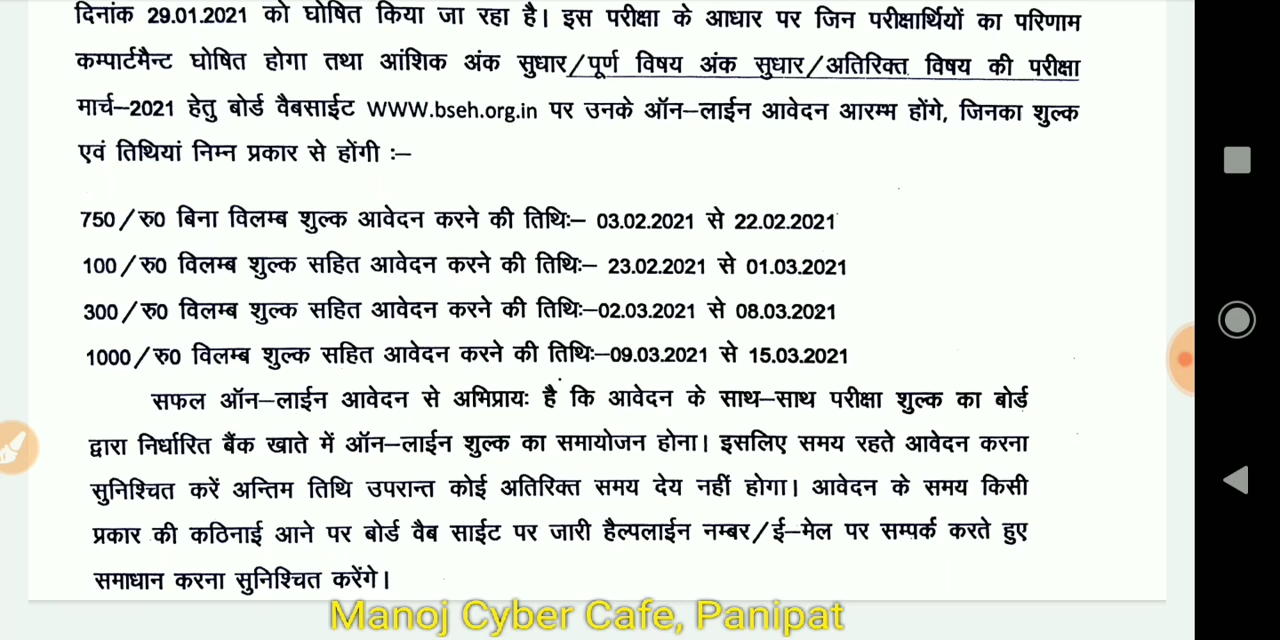 दिनांक 29.01.2021 को घोषित किया जा रहा है। इस परीक्षा के आधार पर जिन परीक्षार्थियों का परिणाम
कम्पार्टमैन्ट घोषित होगा तथा आंशिक अंक सुधार/पूर्ण विषय अंक सुधार/अतिरिक्त विषय की परीक्षा
मार्च–2021 हेतु बोर्ड वैबसाईट WWW.bseh.org.in पर उनके ऑन–लाईन आवेदन आरम्भ होंगे, जिनका शुल्क
एवं तिथियां निम्न प्रकार से होंगी :–
750/रु0 बिना विलम्ब शुल्क आवेदन करने की तिथिः– 03.02.2021 से 22.02.2021
100/रु0 विलम्ब शुल्क सहित आवेदन करने की तिथिः– 23.02.2021 से 01.03.2021
300/रु0 विलम्ब शुल्क सहित आवेदन करने की तिथिः–02.03.2021 से 08.03.2021
1000/रु0 विलम्ब शुल्क सहित आवेदन करने की तिथिः–09.03.2021 से 15.03.2021
सफल ऑन–लाईन आवेदन से अभिप्रायः है कि आवेदन के साथ–साथ परीक्षा शुल्क का बोर्ड
द्वारा निर्धारित बैंक खाते में ऑन–लाईन शुल्क का समायोजन होना। इसलिए समय रहते आवेदन करना
सुनिश्चित करें अन्तिम तिथि उपरान्त कोई अतिरिक्त समय देय नहीं होगा। आवेदन के समय किसी
प्रकार की कठिनाई आने पर बोर्ड वैब साईट पर जारी हैल्पलाईन नम्बर/ई–मेल पर सम्पर्क करते हुए
समाधान करना सुनिश्चित करेंगे।
Manoj Cyber Cafe, Panipat